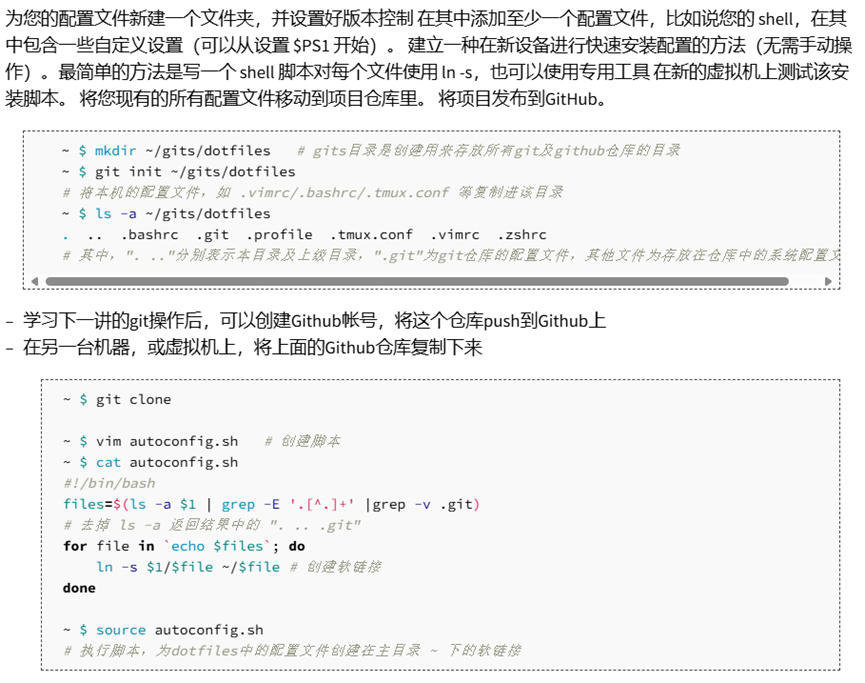 为您的配置文件新建一个文件夹，并设置好版本控制 在其中添加至少一个配置文件，比如说您的 shell，在其
中包含一些自定义设置（可以从设置 $PS1 开始）。 建立一种在新设备进行快速安装配置的方法（无需手动操
作）。最简单的方法是写一个 shell 脚本对每个文件使用 ln -s，也可以使用专用工具 在新的虚拟机上测试该安
装脚本。 将您现有的所有配置文件移动到项目仓库里。 将项目发布到GitHub。
~ $ mkdir ~/gits/dotfiles   # gits目录是创建用来存放所有git及github仓库的目录
~ $ git init ~/gits/dotfiles
# 将本机的配置文件，如 .vimrc/.bashrc/.tmux.conf 等复制进该目录
~ $ ls -a ~/gits/dotfiles
.  ..  .bashrc  .git  .profile  .tmux.conf  .vimrc  .zshrc
# 其中，". .."分别表示本目录及上级目录，".git"为git仓库的配置文件，其他文件为存放在仓库中的系统配置文
– 学习下一讲的git操作后，可以创建Github帐号，将这个仓库push到Github上
– 在另一台机器，或虚拟机上，将上面的Github仓库复制下来
~ $ git clone
~ $ vim autoconfig.sh   # 创建脚本
~ $ cat autoconfig.sh
#!/bin/bash
files=$(ls -a $1 | grep -E '.[^.]+' |grep -v .git)
# 去掉 ls -a 返回结果中的 ". .. .git"
for file in `echo $files`; do
    ln -s $1/$file ~/$file # 创建软链接
done
~ $ source autoconfig.sh
# 执行脚本，为dotfiles中的配置文件创建在主目录 ~ 下的软链接